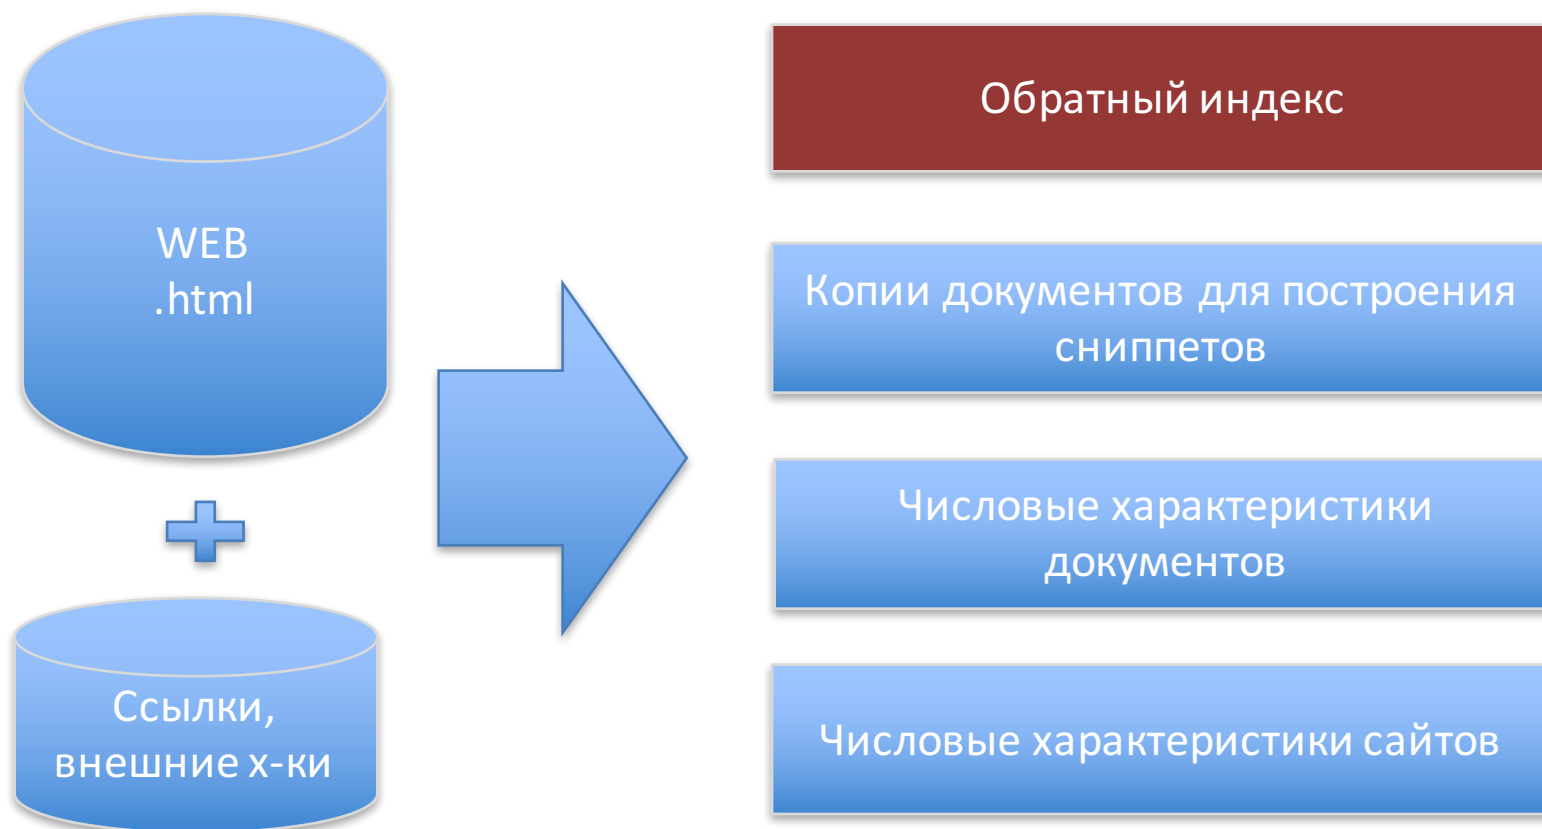 WEB
.html
Ссылки,
внешние х-ки
Обратный индекс
Копии документов для построения
сниппетов
Числовые характеристики
документов
Числовые характеристики сайтов